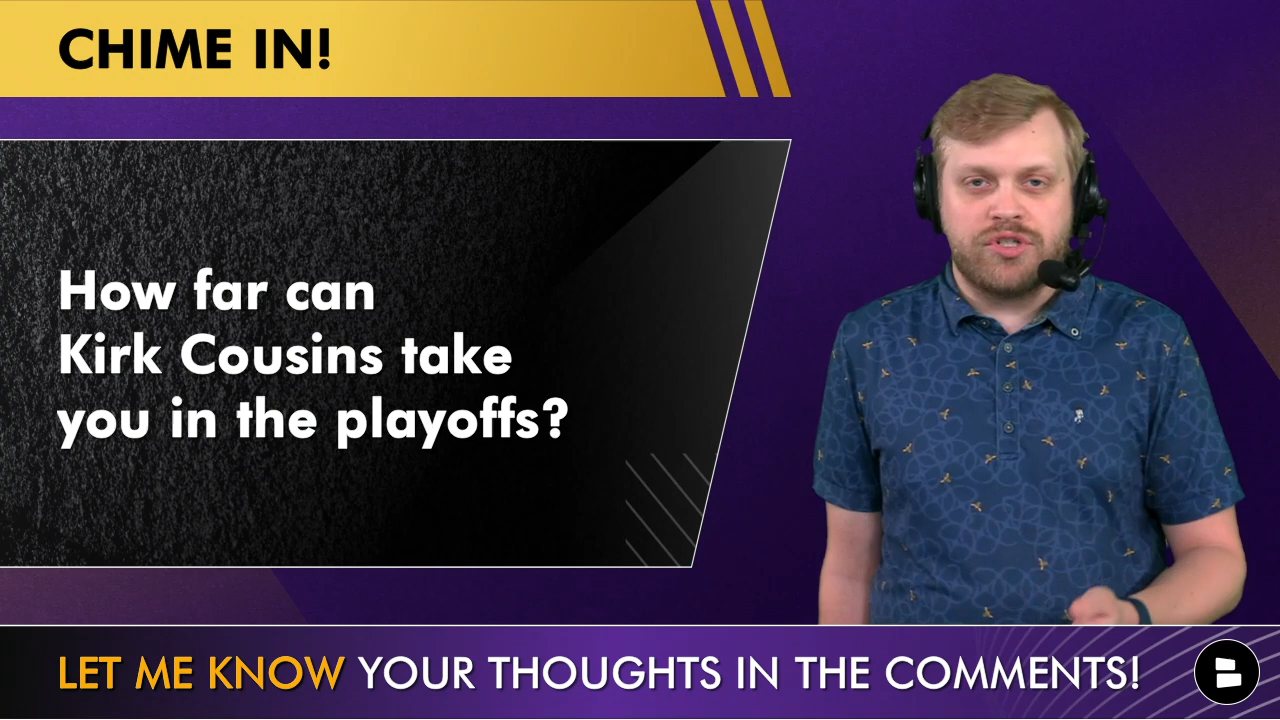 CHIME IN!
How far can
Kirk Cousins take
you in the playoffs?
LET ME KNOW YOUR THOUGHTS IN THE COMMENTS!